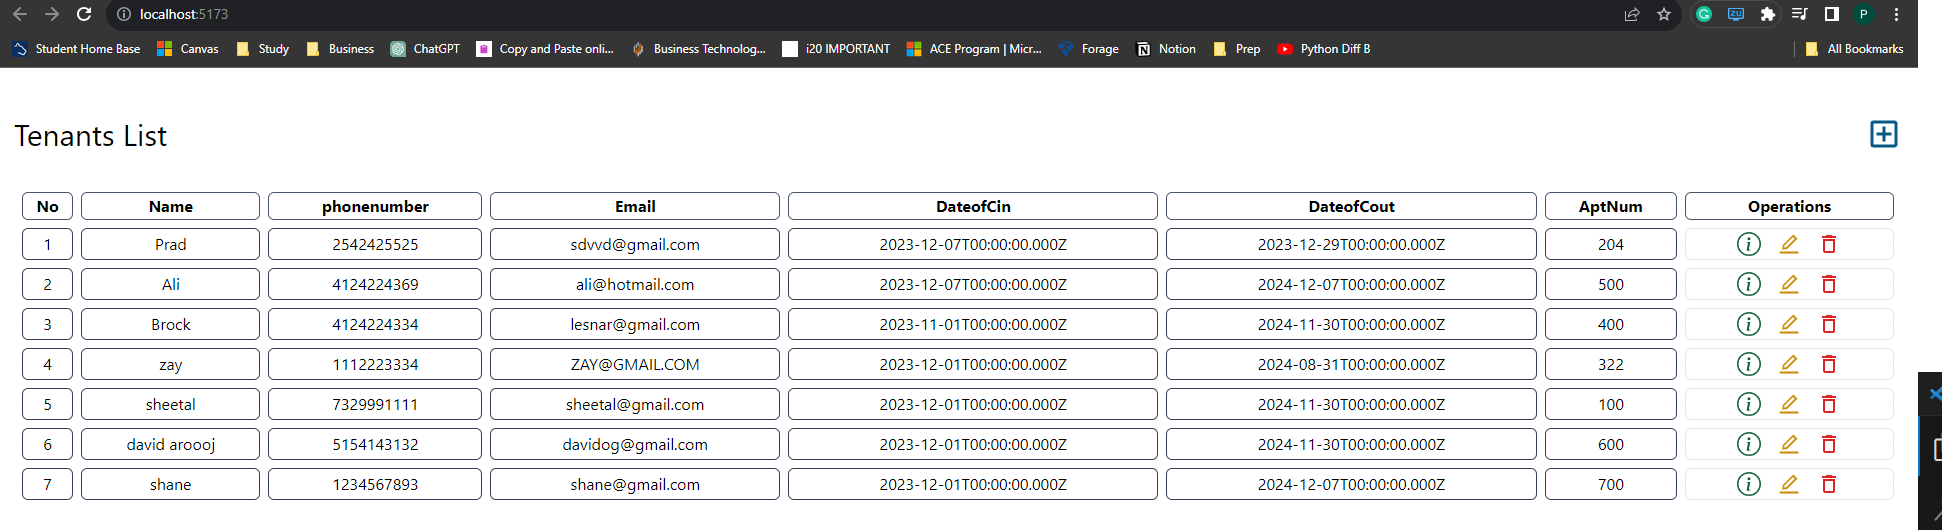 localhost:5173
Student Home Base Canvas Study Business ChatGPT Copy and Paste onli... Business Technolog... i20 IMPORTANT ACE Program | Micr... Forage Notion Prep Python Diff B All Bookmarks
Tenants List
No Name phonenumber Email DateofCin DateofCout AptNum Operations
1 Prad 2542425525 sdvvd@gmail.com 2023-12-07T00:00:00.000Z 2023-12-29T00:00:00.000Z 204
2 Ali 4124224369 ali@hotmail.com 2023-12-07T00:00:00.000Z 2024-12-07T00:00:00.000Z 500
3 Brock 4124224334 lesnar@gmail.com 2023-11-01T00:00:00.000Z 2024-11-30T00:00:00.000Z 400
4 zay 1112223334 ZAY@GMAIL.COM 2023-12-01T00:00:00.000Z 2024-08-31T00:00:00.000Z 322
5 sheetal 7329991111 sheetal@gmail.com 2023-12-01T00:00:00.000Z 2024-11-30T00:00:00.000Z 100
6 david aroooj 5154143132 davidog@gmail.com 2023-12-01T00:00:00.000Z 2024-11-30T00:00:00.000Z 600
7 shane 1234567893 shane@gmail.com 2023-12-01T00:00:00.000Z 2024-12-07T00:00:00.000Z 700